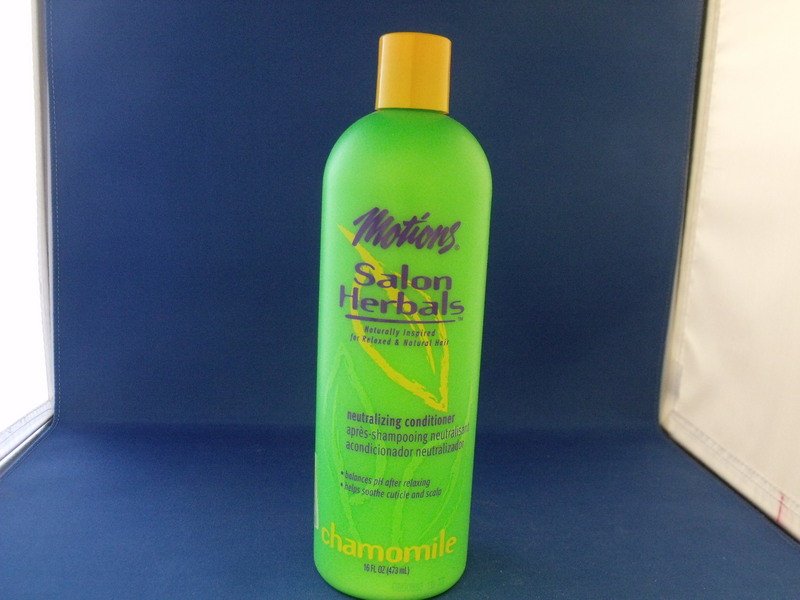 Motions®
Salon
Herbals™
Naturally Inspired
for Relaxed & Natural Hair
neutralizing conditioner
après-shampooing neutralisant
acondicionador neutralizador
• balances pH after relaxing
• helps soothe cuticle and scalp
chamomile
16 FL OZ (473 mL)